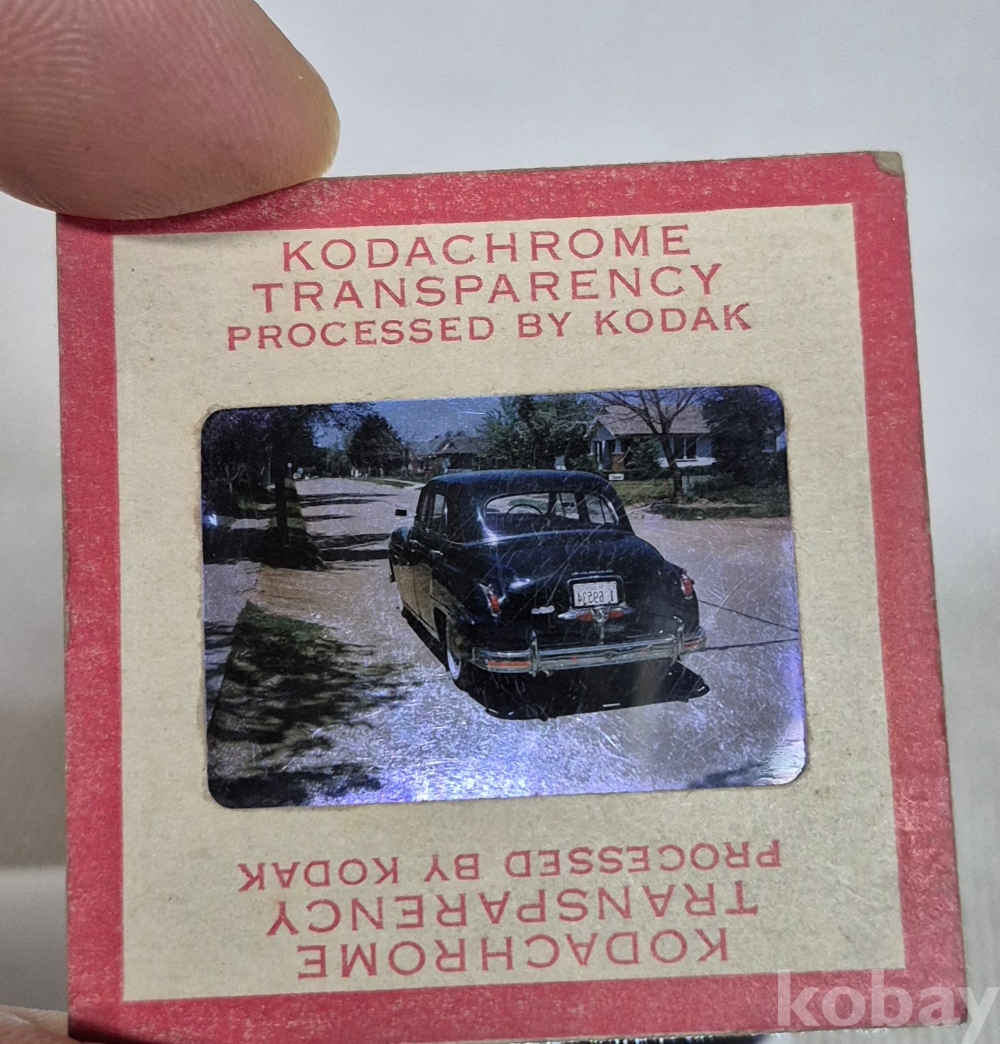 KODACHROME
TRANSPARENCY
PROCESSED BY KODAK
PROCESSED BY KODAK
TRANSPARENCY
KODACHROME
kobay